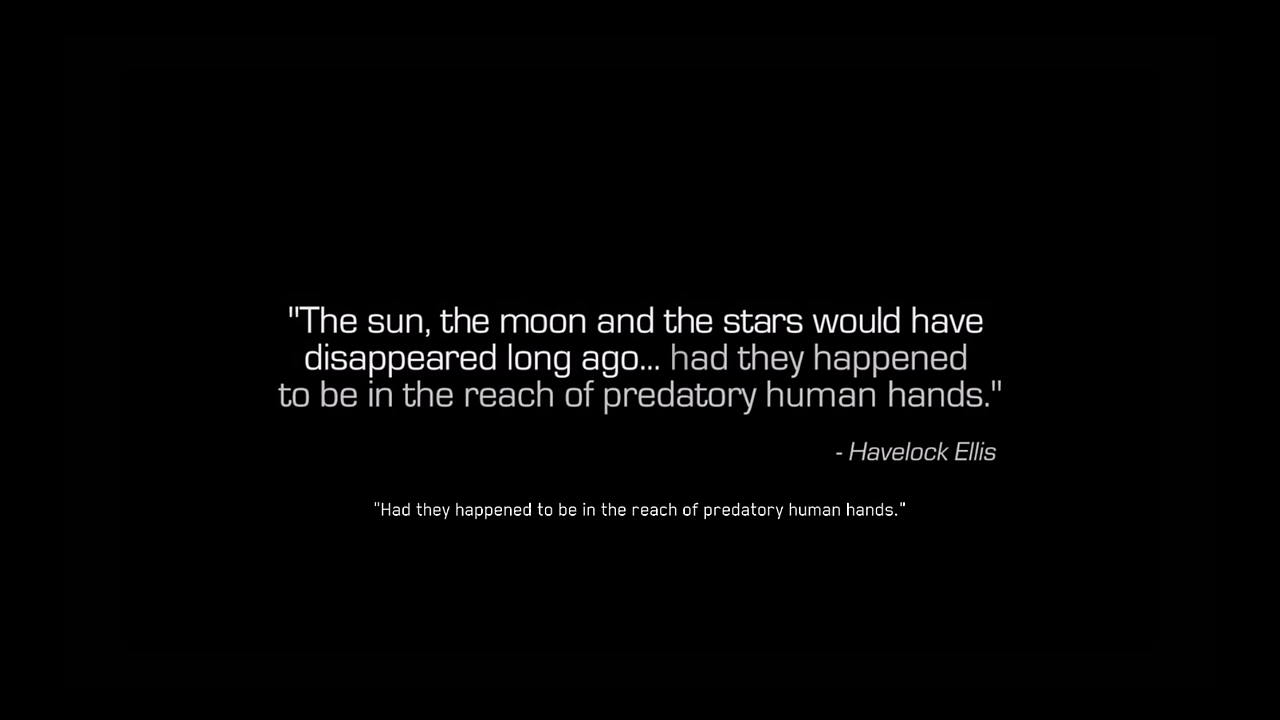 "The sun, the moon and the stars would have
disappeared long ago... had they happened
to be in the reach of predatory human hands."
- Havelock Ellis
"Had they happened to be in the reach of predatory human hands."